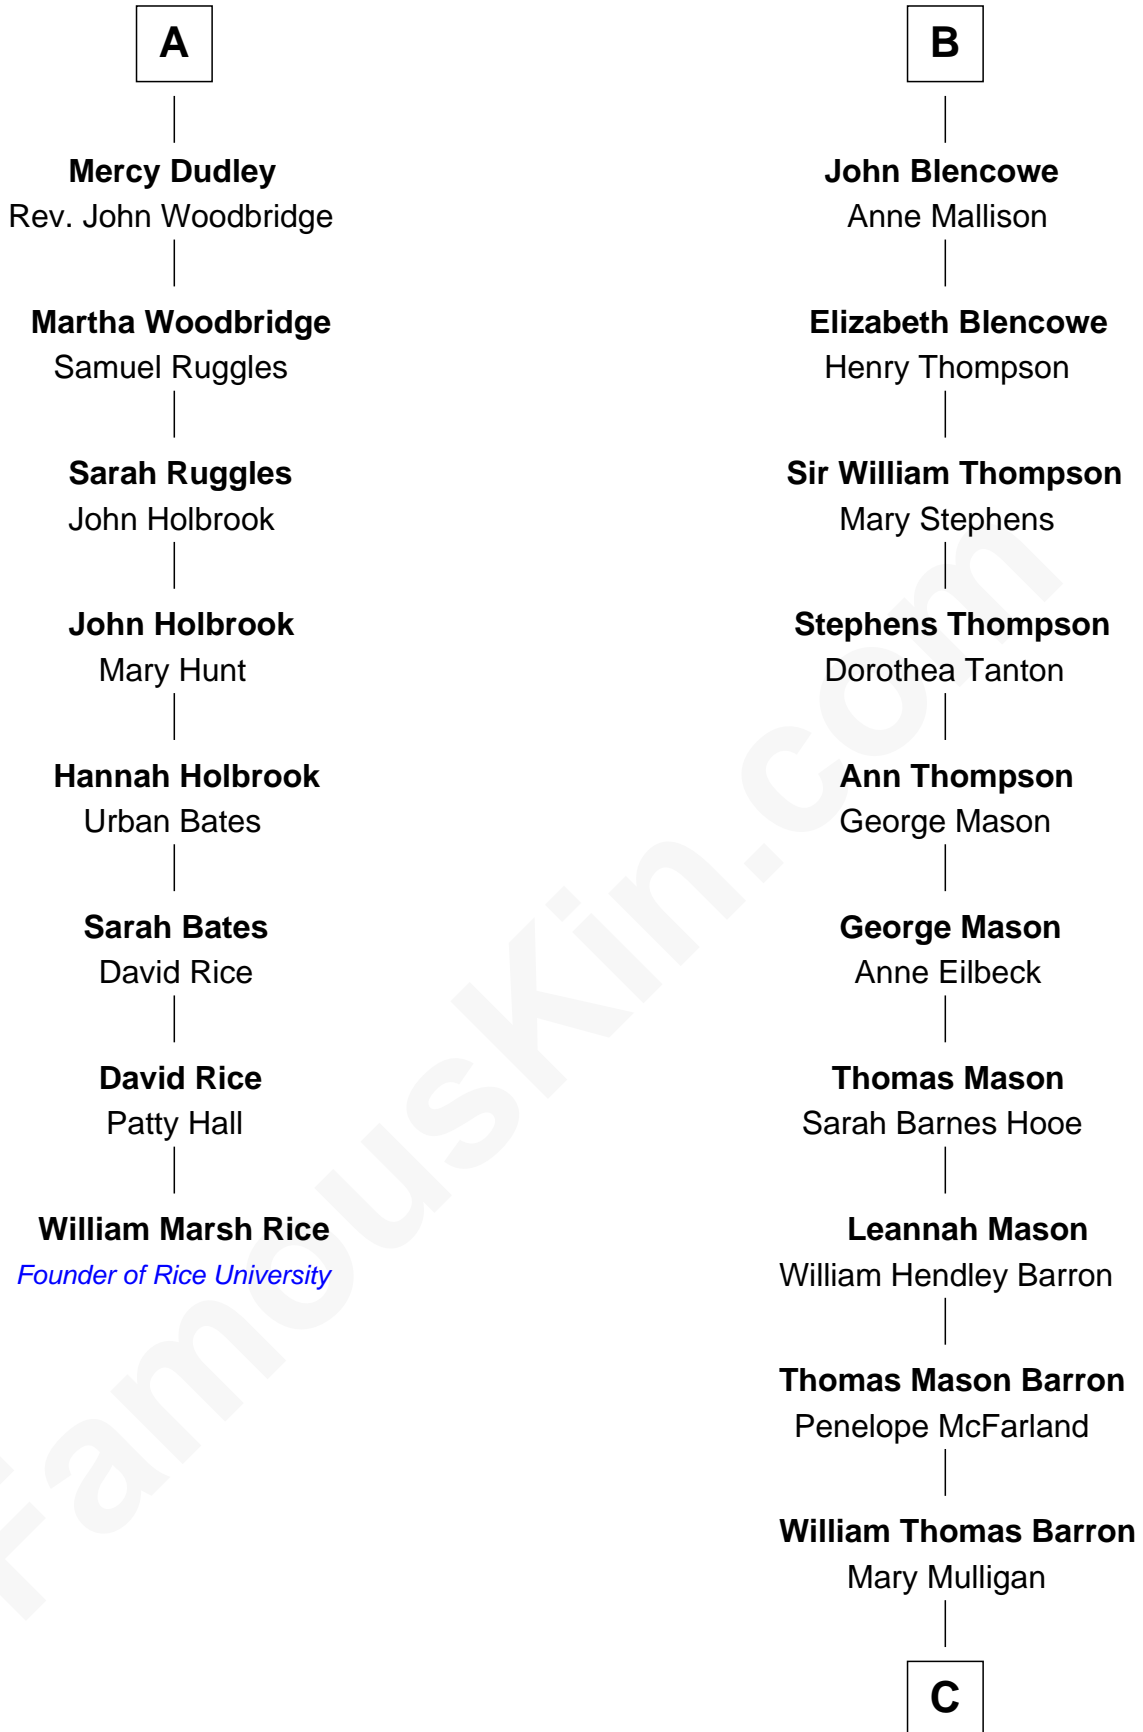 A
Mercy Dudley
Rev. John Woodbridge
Martha Woodbridge
Samuel Ruggles
Sarah Ruggles
John Holbrook
John Holbrook
Mary Hunt
Hannah Holbrook
Urban Bates
Sarah Bates
David Rice
David Rice
Patty Hall
William Marsh Rice
Founder of Rice University
B
John Blencowe
Anne Mallison
Elizabeth Blencowe
Henry Thompson
Sir William Thompson
Mary Stephens
Stephens Thompson
Dorothea Tanton
Ann Thompson
George Mason
George Mason
Anne Eilbeck
Thomas Mason
Sarah Barnes Hooe
Leannah Mason
William Hendley Barron
Thomas Mason Barron
Penelope McFarland
William Thomas Barron
Mary Mulligan
C
FamousKin.com